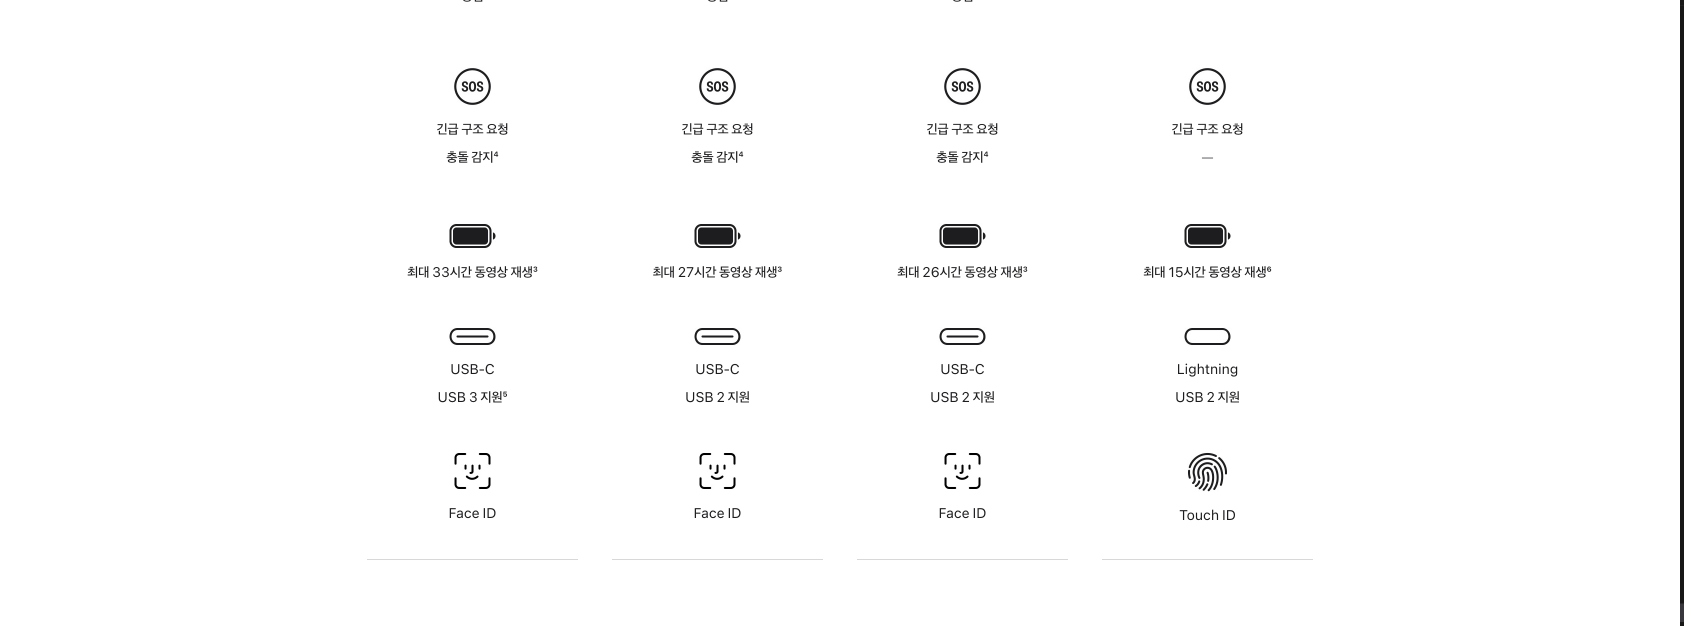 SOS SOS SOS SOS
긴급 구조 요청 긴급 구조 요청 긴급 구조 요청 긴급 구조 요청
충돌 감지⁴ 충돌 감지⁴ 충돌 감지⁴ —
최대 33시간 동영상 재생³ 최대 27시간 동영상 재생³ 최대 26시간 동영상 재생³ 최대 15시간 동영상 재생⁶
USB-C USB-C USB-C Lightning
USB 3 지원⁵ USB 2 지원 USB 2 지원 USB 2 지원
Face ID Face ID Face ID Touch ID